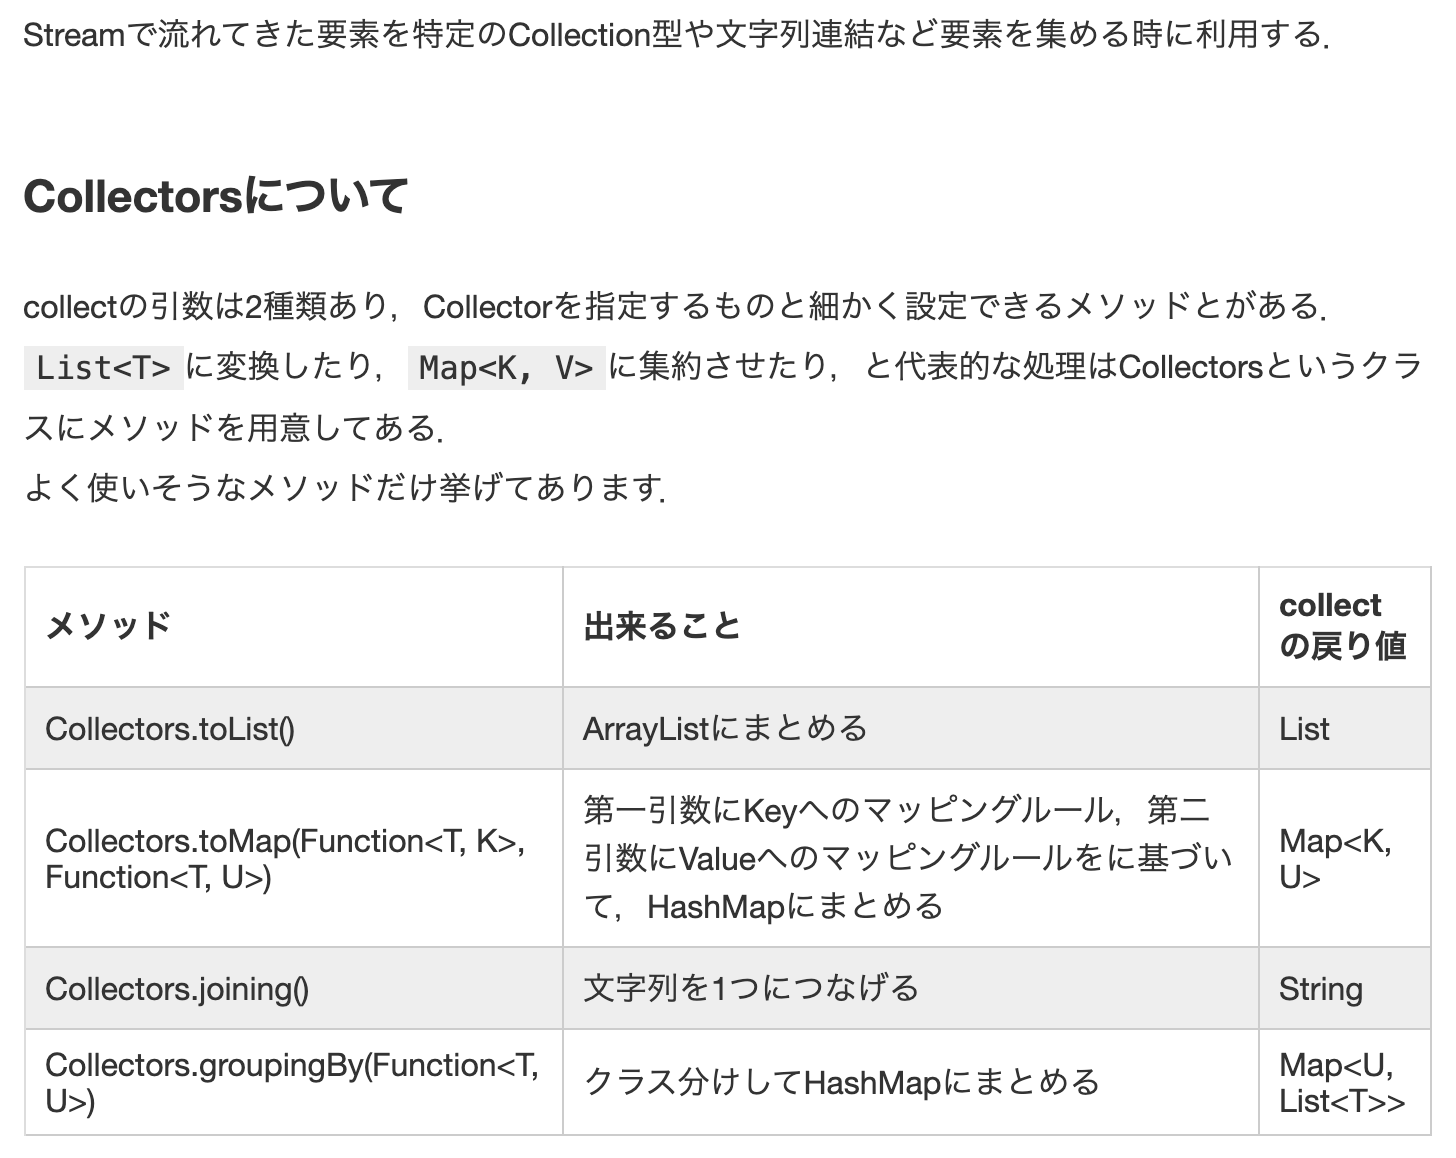 Streamで流れてきた要素を特定のCollection型や文字列連結など要素を集める時に利用する．
Collectorsについて
collectの引数は2種類あり，Collectorを指定するものと細かく設定できるメソッドとがある．
List<T>に変換したり，Map<K, V>に集約させたり，と代表的な処理はCollectorsというクラ
スにメソッドを用意してある．
よく使いそうなメソッドだけ挙げてあります．
メソッド
出来ること
collect
の戻り値
Collectors.toList()
ArrayListにまとめる
List
Collectors.toMap(Function<T, K>,
Function<T, U>)
第一引数にKeyへのマッピングルール，第二
引数にValueへのマッピングルールをに基づい
て，HashMapにまとめる
Map<K,
U>
Collectors.joining()
文字列を1つにつなげる
String
Collectors.groupingBy(Function<T,
U>)
クラス分けしてHashMapにまとめる
Map<U,
List<T>>